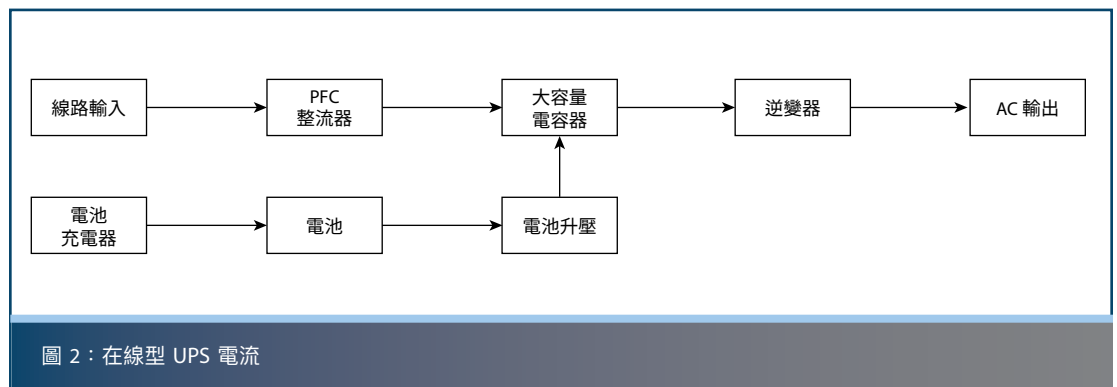 線路輸入
PFC
整流器
大容量
電容器
逆變器
AC 輸出
電池
充電器
電池
電池升壓
圖 2：在線型 UPS 電流